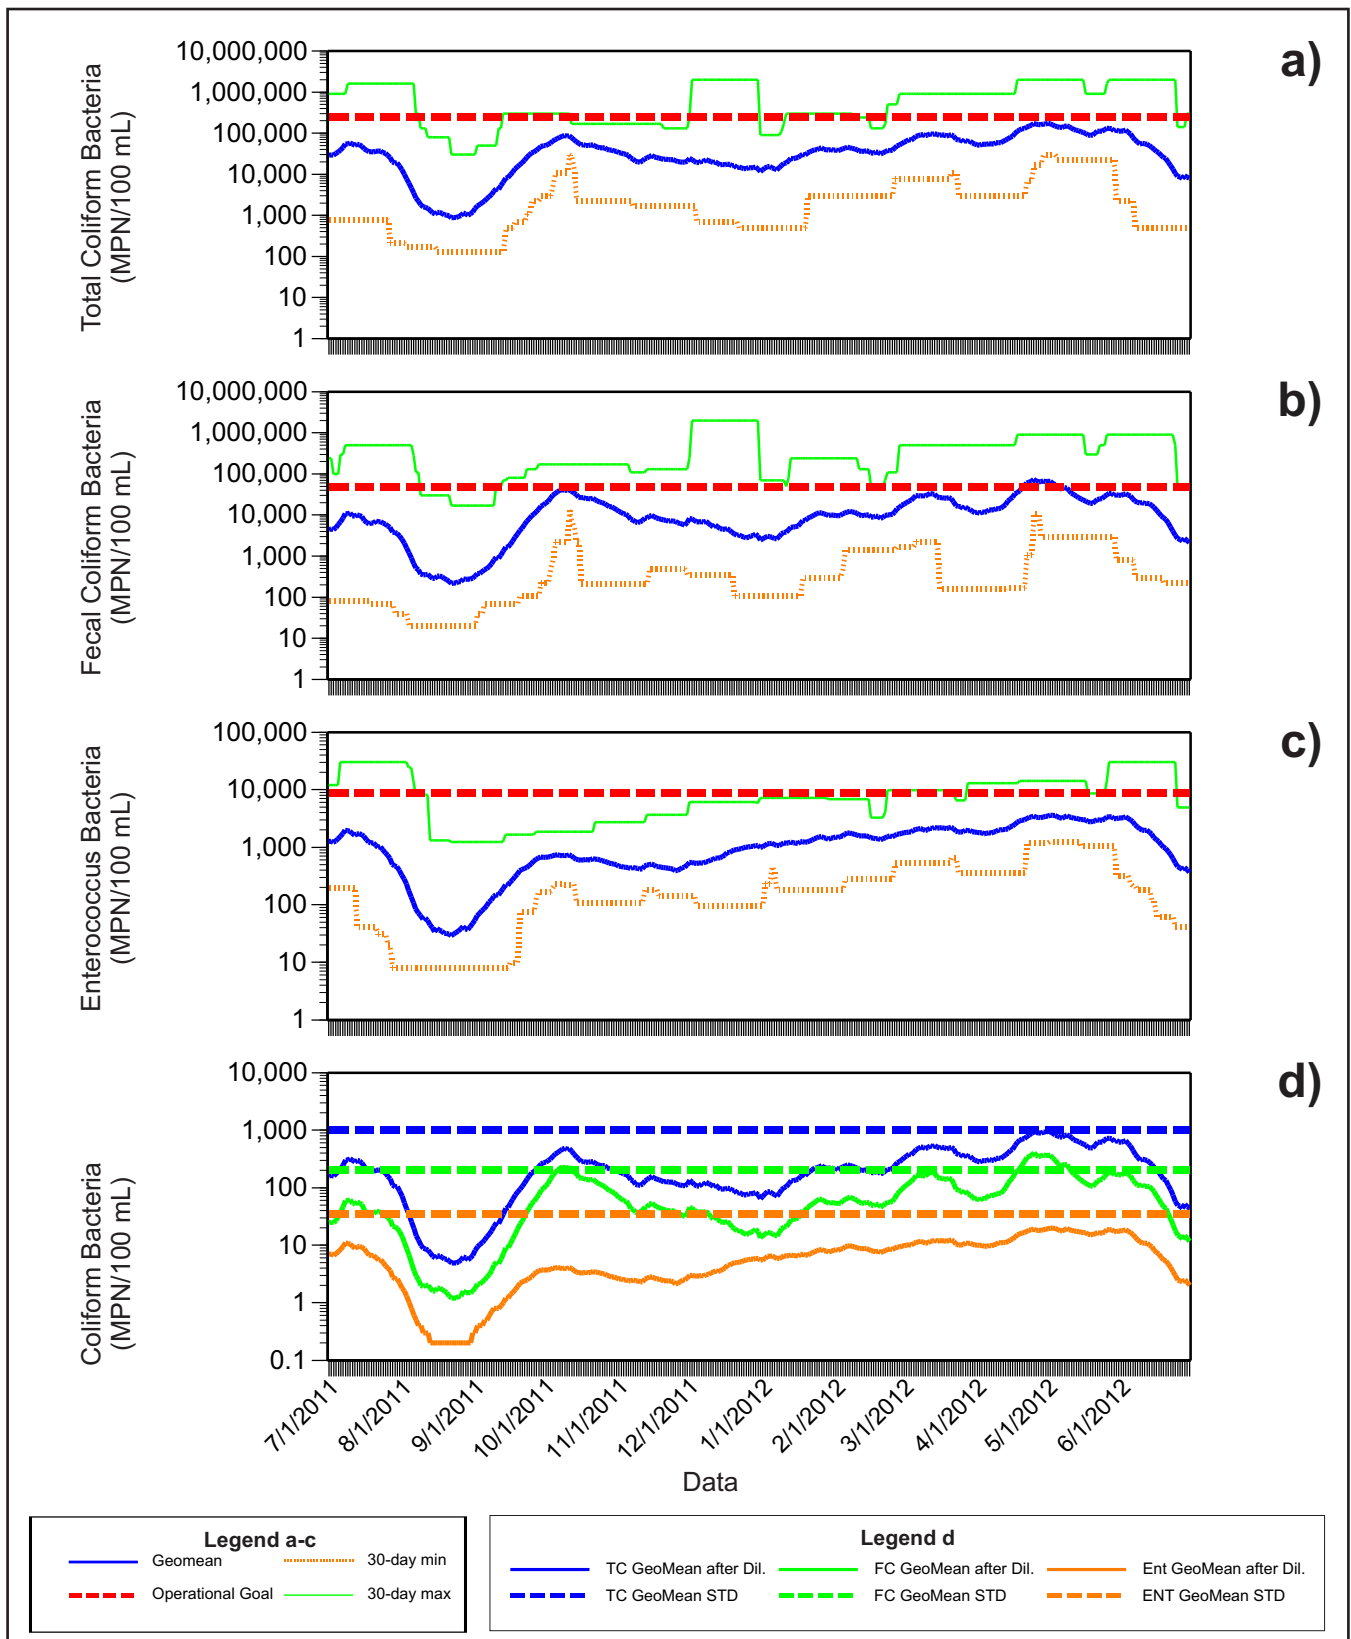 a)
Total Coliform Bacteria
(MPN/100 mL)
10,000,000
1,000,000
100,000
10,000
1,000
100
10
1
b)
Fecal Coliform Bacteria
(MPN/100 mL)
10,000,000
1,000,000
100,000
10,000
1,000
100
10
1
c)
Enterococcus Bacteria
(MPN/100 mL)
100,000
10,000
1,000
100
10
1
d)
Coliform Bacteria
(MPN/100 mL)
10,000
1,000
100
10
1
0.1
7/1/2011
8/1/2011
9/1/2011
10/1/2011
11/1/2011
12/1/2011
1/1/2012
2/1/2012
3/1/2012
4/1/2012
5/1/2012
6/1/2012
Data
Legend a-c
Geomean
30-day min
Operational Goal
30-day max
Legend d
TC GeoMean after Dil.
FC GeoMean after Dil.
Ent GeoMean after Dil.
TC GeoMean STD
FC GeoMean STD
ENT GeoMean STD